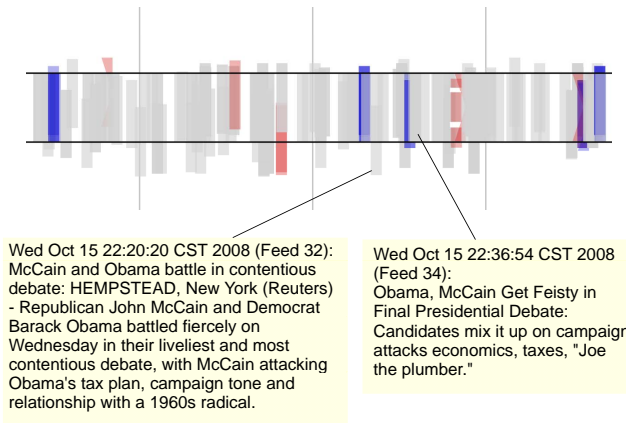 Wed Oct 15 22:20:20 CST 2008 (Feed 32):
McCain and Obama battle in contentious
debate: HEMPSTEAD, New York (Reuters)
- Republican John McCain and Democrat
Barack Obama battled fiercely on
Wednesday in their liveliest and most
contentious debate, with McCain attacking
Obama's tax plan, campaign tone and
relationship with a 1960s radical.
Wed Oct 15 22:36:54 CST 2008
(Feed 34):
Obama, McCain Get Feisty in
Final Presidential Debate:
Candidates mix it up on campaign
attacks economics, taxes, "Joe
the plumber."